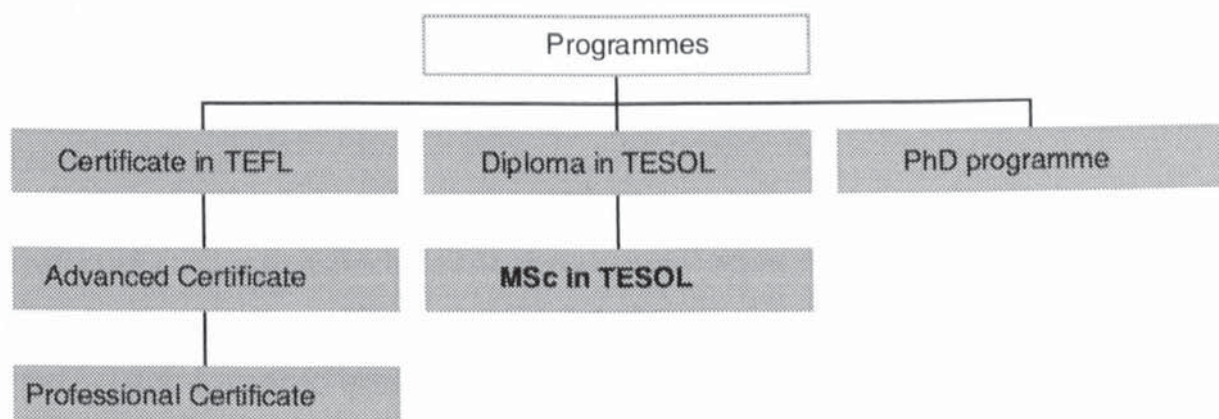 Programmes
Certificate in TEFL
Diploma in TESOL
PhD programme
Advanced Certificate
MSc in TESOL
Professional Certificate